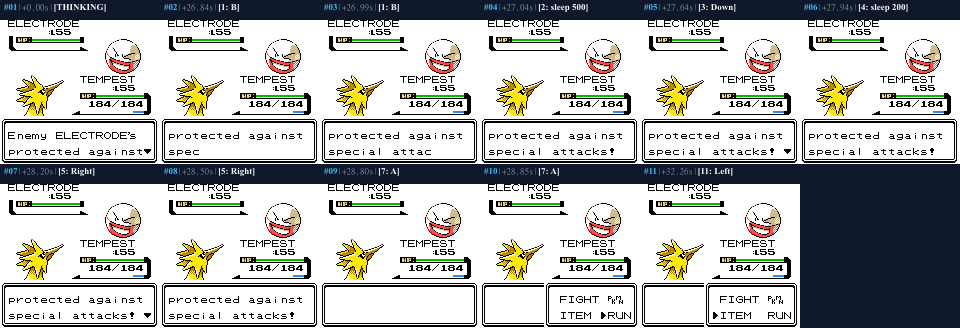 #01|+0.00s|[THINKING]
ELECTRODE
:L55
HP:
TEMPEST
:L55
HP:
184/184
Enemy ELECTRODE's
protected against▼
#02|+26.84s|[1: B]
ELECTRODE
:L55
HP:
TEMPEST
:L55
HP:
184/184
protected against
spec
#03|+26.99s|[1: B]
ELECTRODE
:L55
HP:
TEMPEST
:L55
HP:
184/184
protected against
special attac
#04|+27.04s|[2: sleep 500]
ELECTRODE
:L55
HP:
TEMPEST
:L55
HP:
184/184
protected against
special attacks!
#05|+27.64s|[3: Down]
ELECTRODE
:L55
HP:
TEMPEST
:L55
HP:
184/184
protected against
special attacks! ▼
#06|+27.94s|[4: sleep 200]
ELECTRODE
:L55
HP:
TEMPEST
:L55
HP:
184/184
protected against
special attacks!
#07|+28.20s|[5: Right]
ELECTRODE
:L55
HP:
TEMPEST
:L55
HP:
184/184
protected against
special attacks! ▼
#08|+28.50s|[5: Right]
ELECTRODE
:L55
HP:
TEMPEST
:L55
HP:
184/184
protected against
special attacks!
#09|+28.80s|[7: A]
ELECTRODE
:L55
HP:
TEMPEST
:L55
HP:
184/184
#10|+28.85s|[7: A]
ELECTRODE
:L55
HP:
TEMPEST
:L55
HP:
184/184
FIGHT PKMN
ITEM ▶RUN
#11|+32.26s|[11: Left]
ELECTRODE
:L55
HP:
TEMPEST
:L55
HP:
184/184
FIGHT PKMN
▶ITEM RUN